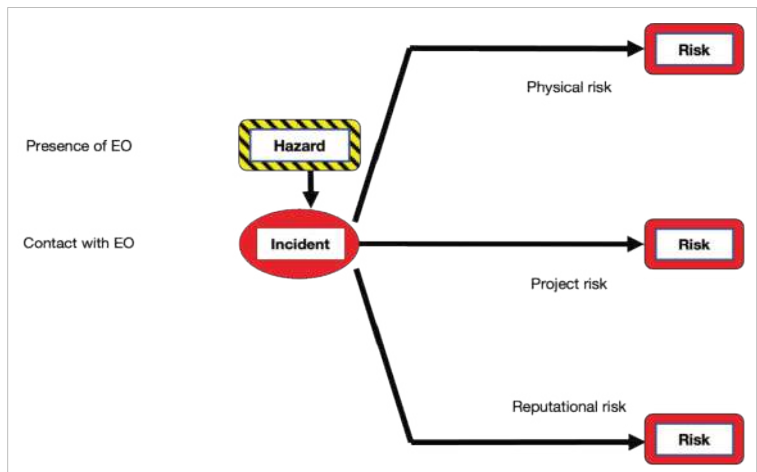 Risk
Physical risk
Presence of EO
Hazard
Contact with EO
Incident
Risk
Project risk
Reputational risk
Risk